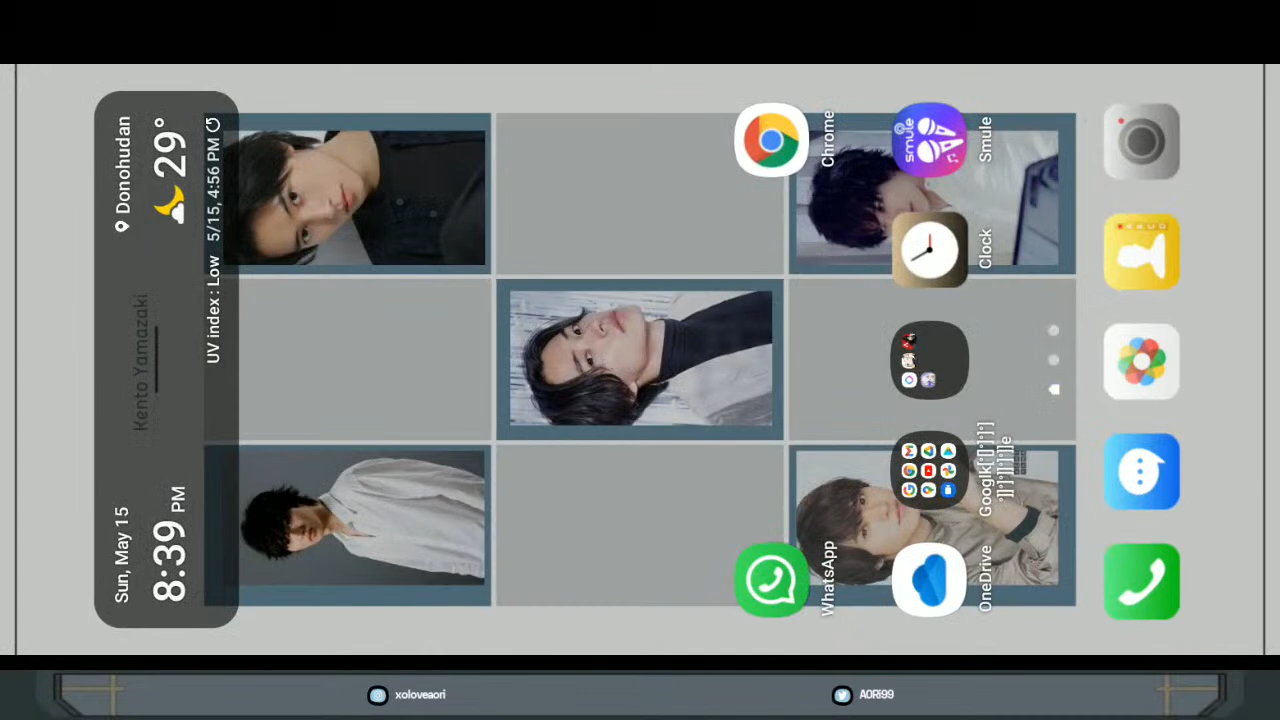 Sun, May 15
8:39 PM
Kento Yamazaki
Donohudan
29°
UV index : Low 5/15, 4:56 PM
Chrome
WhatsApp
smule
Smule
Clock
OneDrive
xoloveaori
AORi99